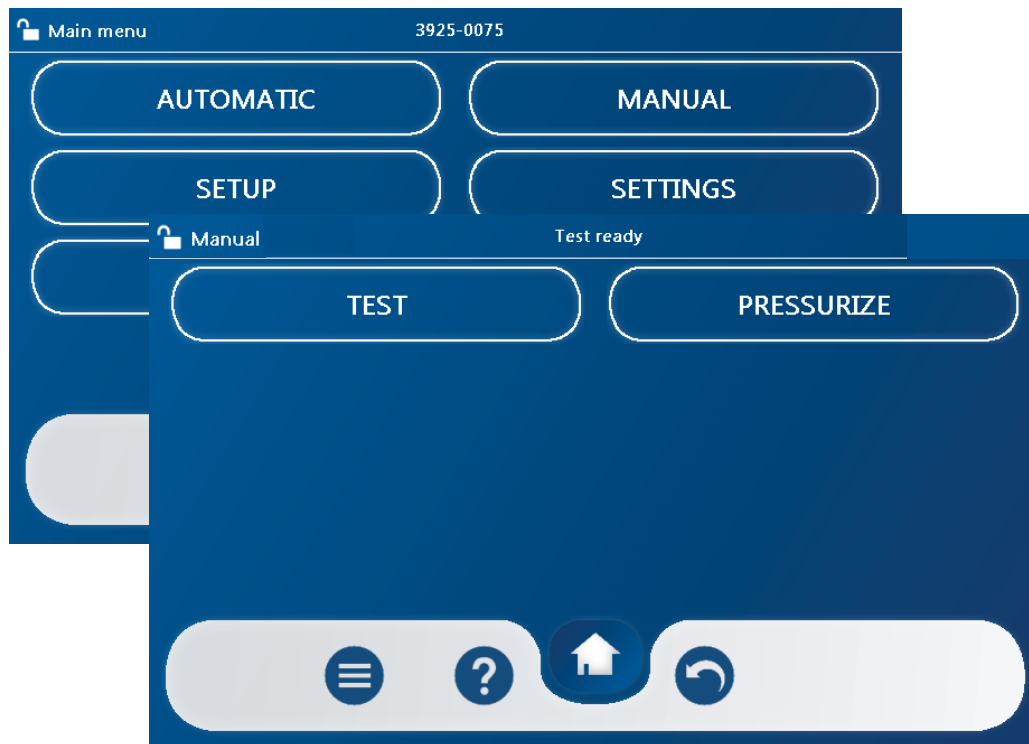 Main menu 3925-0075
AUTOMATIC MANUAL
SETUP SETTINGS
Manual Test ready
TEST PRESSURIZE
?